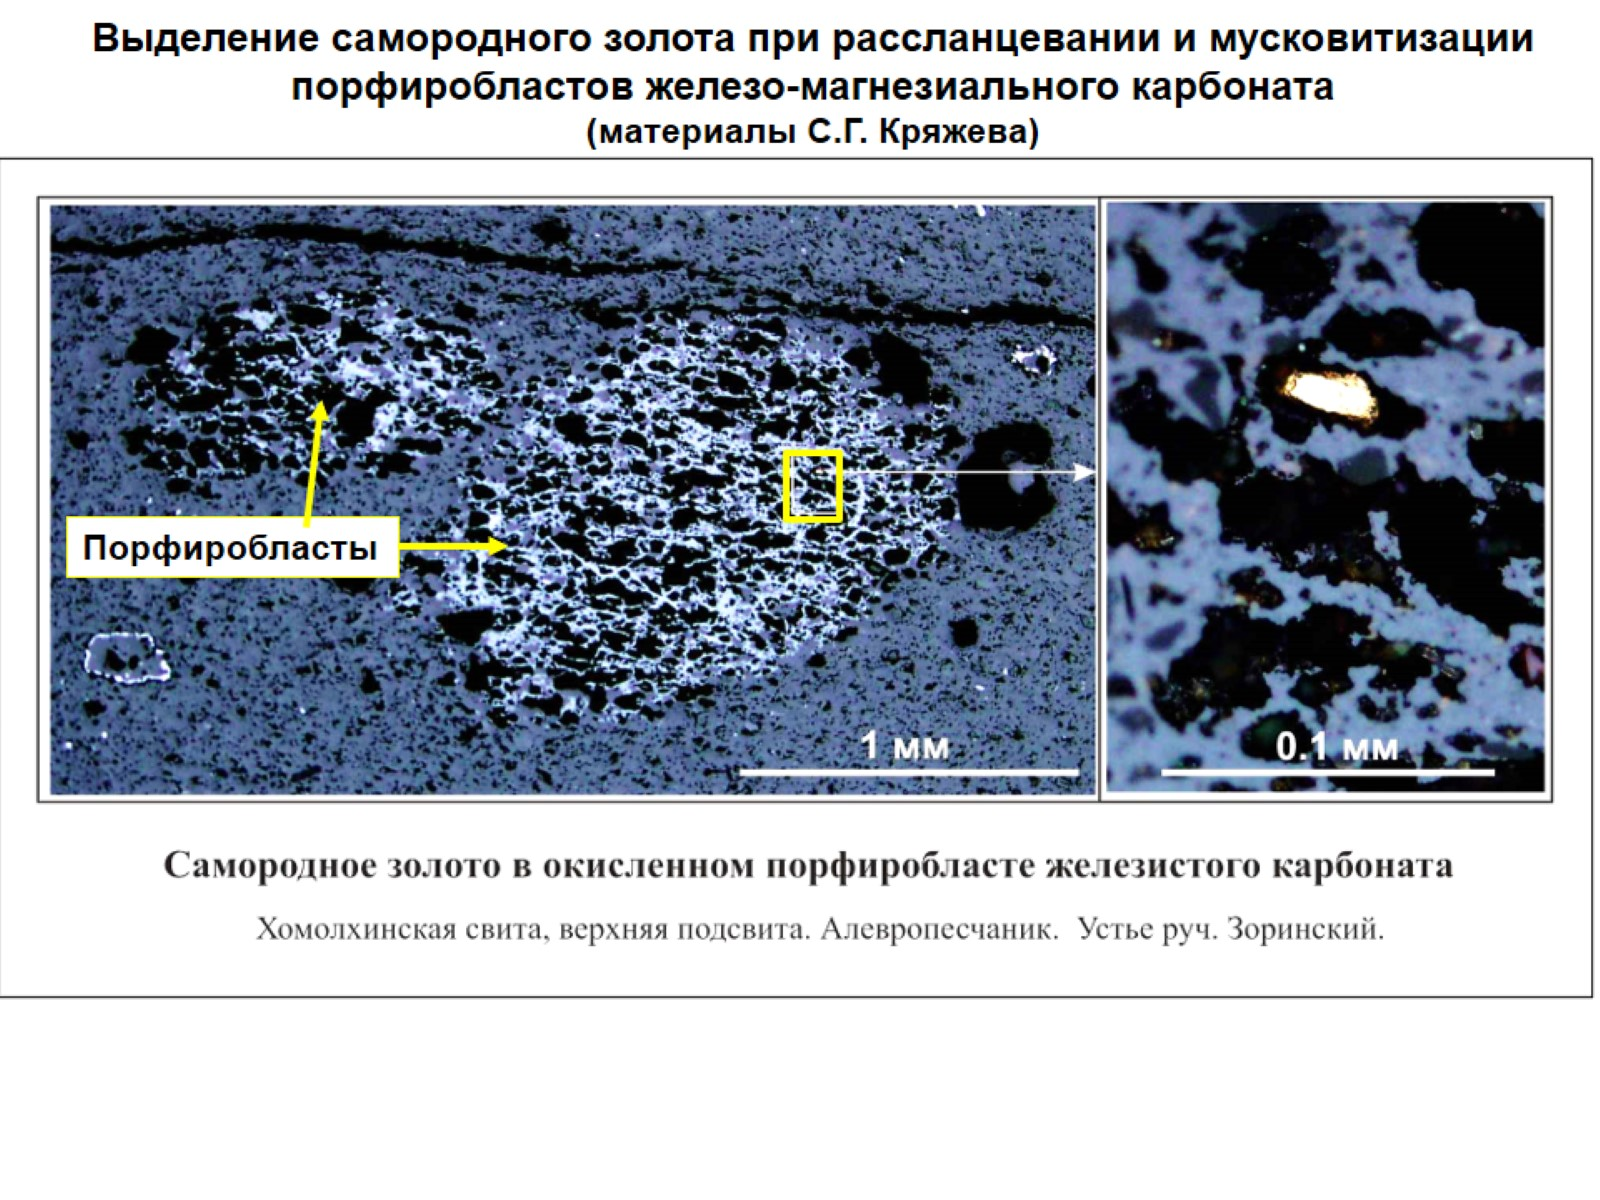 Выделение самородного золота при рассланцевании и мусковитизации
порфиробластов железо-магнезиального карбоната
(материалы С.Г. Кряжева)
Порфиробласты
1 мм
0.1 мм
Самородное золото в окисленном порфиробласте железистого карбоната
Хомолхинская свита, верхняя подсвита. Алевропесчаник. Устье руч. Зоринский.